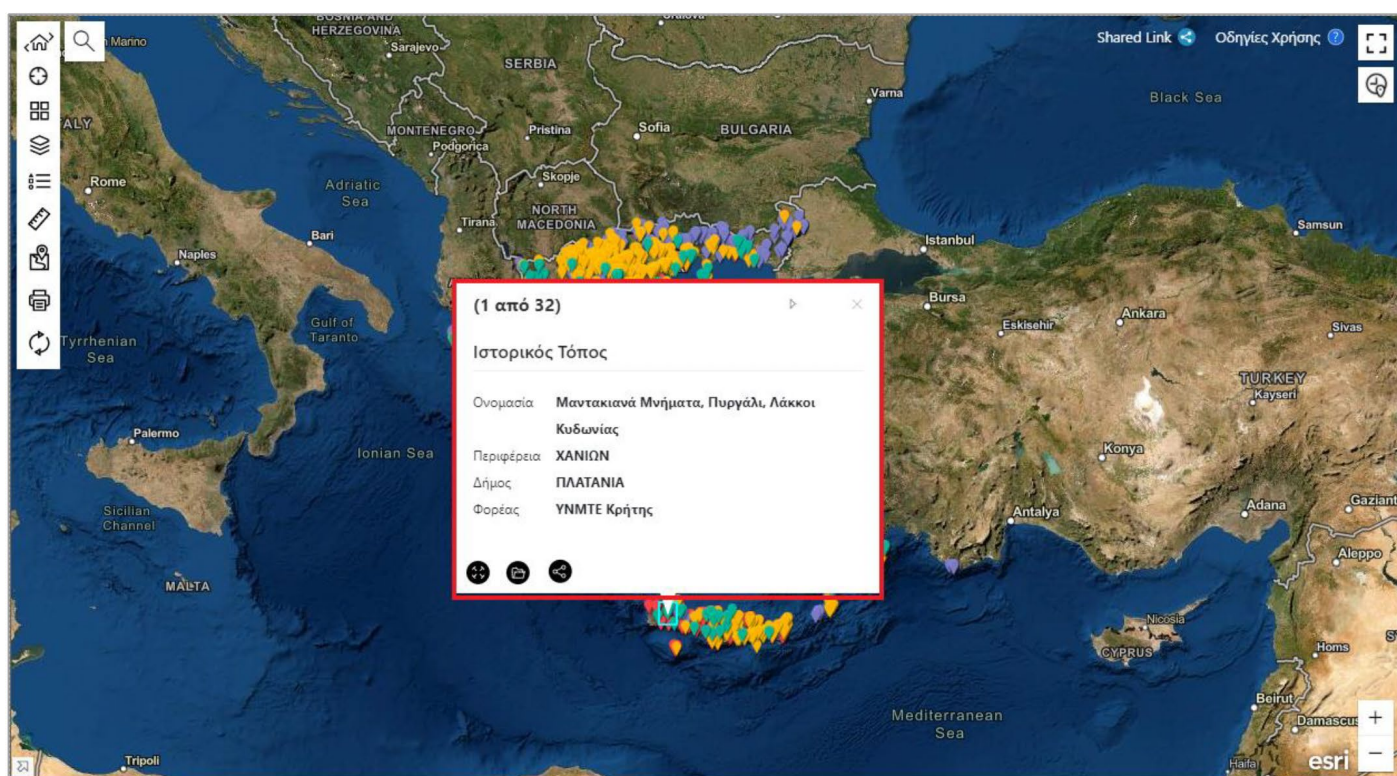 BOSNIA AND
HERZEGOVINA
Craiova
Marino
Sarajevo
Shared Link
Οδηγίες Χρήσης
SERBIA
Varna
Black Sea
ALY
MONTENEGRO
Podgorica
Pristina
Sofia
BULGARIA
Rome
Adriatic
Sea
Skopje
Tirana
NORTH
MACEDONIA
Bari
Istanbul
Samsun
Naples
(1 από 32)
Bursa
Ankara
Eskisehir
Sivas
Gulf of
Taranto
Tyrrhenian
Sea
Ιστορικός Τόπος
TURKEY
Kayseri
Ονομασία Μαντακιανά Μνήματα, Πυργάλι, Λάκκοι
Κυδωνίας
Περιφέρεια ΧΑΝΙΩΝ
Δήμος ΠΛΑΤΑΝΙΑ
Φορέας ΥΝΜΤΕ Κρήτης
Palermo
Ionian Sea
Konya
Sicilian
Channel
Antalya
Adana
Gaziant
Aleppo
MALTA
Nicosia
CYPRUS
Homs
Mediterranean
Sea
Beirut
Damascus
Tripoli
Haifa
esri